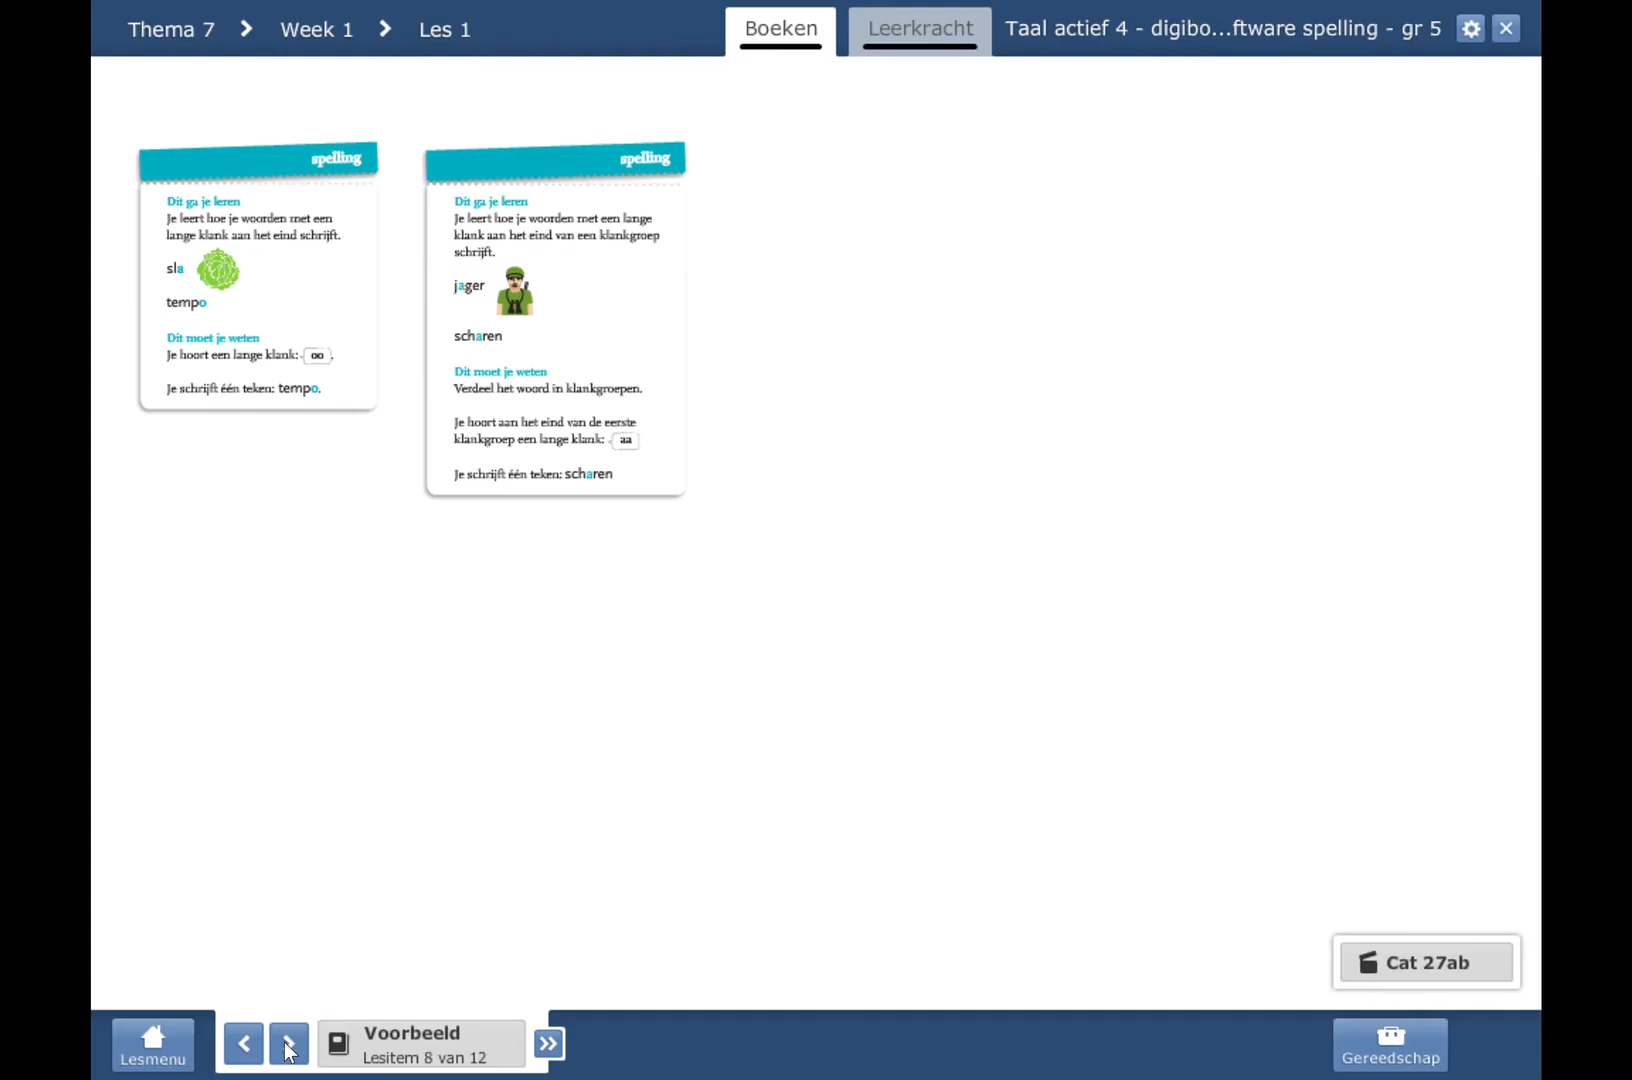 Thema 7 Week 1 Les 1
Boeken
Leerkracht
Taal actief 4 - digibo...ftware spelling - gr 5
spelling
Dit ga je leren
Je leert hoe je woorden met een
lange klank aan het eind schrijft.
sla
tempo
Dit moet je weten
Je hoort een lange klank: oo.
Je schrijft één teken: tempo.
spelling
Dit ga je leren
Je leert hoe je woorden met een lange
klank aan het eind van een klankgroep
schrijft.
jager
scharen
Dit moet je weten
Verdeel het woord in klankgroepen.
Je hoort aan het eind van de eerste
klankgroep een lange klank: aa
Je schrijft één teken: scharen
Cat 27ab
Lesmenu
Voorbeeld
Lesitem 8 van 12
Gereedschap